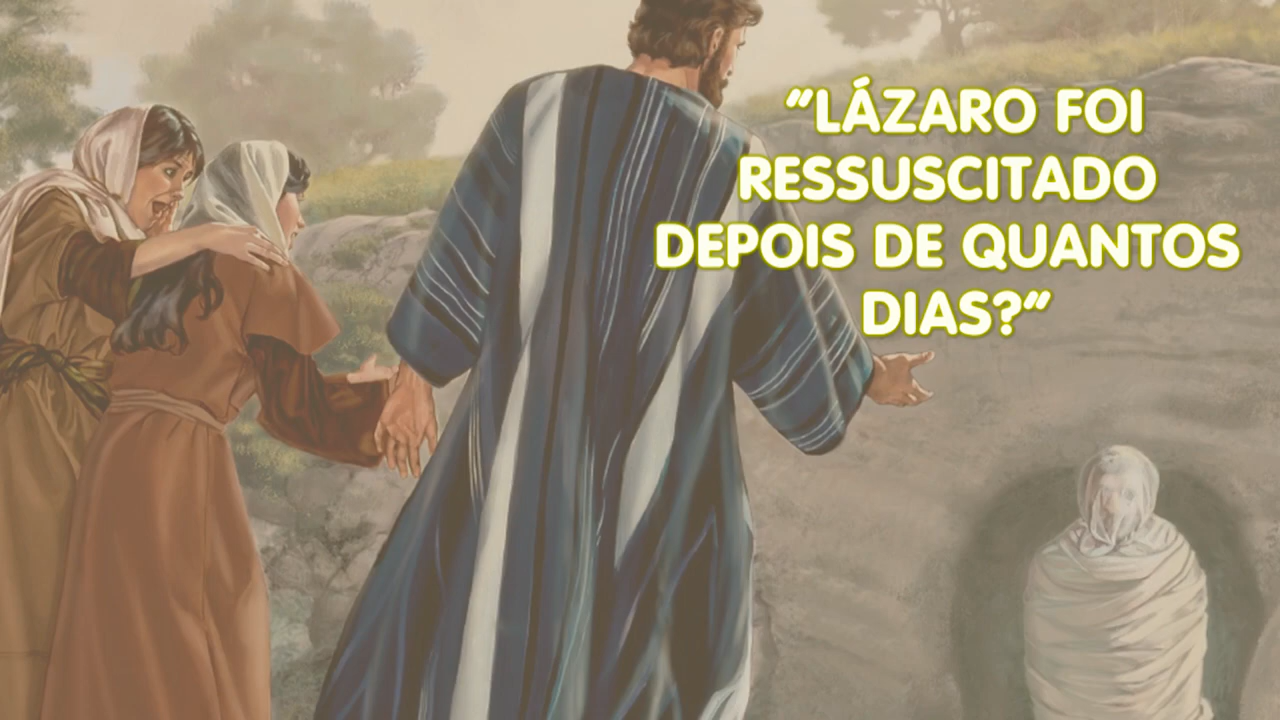 “LÁZARO FOI
RESSUSCITADO
DEPOIS DE QUANTOS
DIAS?”